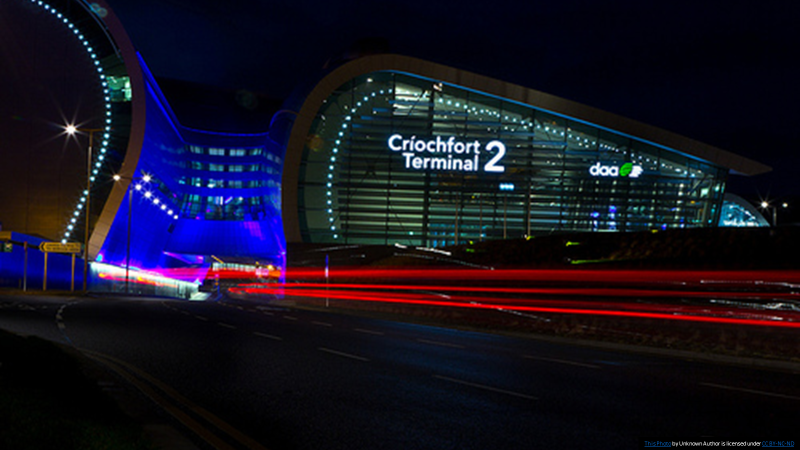 Críochfort
Terminal 2
daa
This Photo by Unknown Author is licensed under CC BY-NC-ND